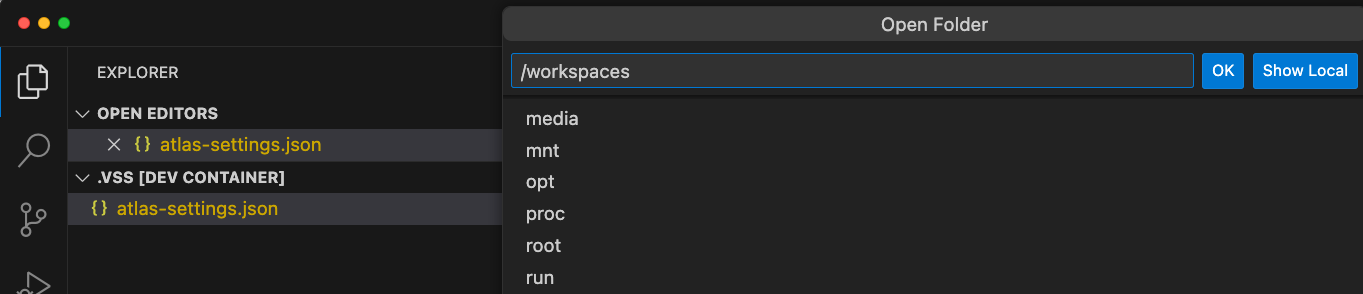 Open Folder
/workspaces
OK
Show Local
EXPLORER
OPEN EDITORS
{} atlas-settings.json
.VSS [DEV CONTAINER]
{} atlas-settings.json
media
mnt
opt
proc
root
run